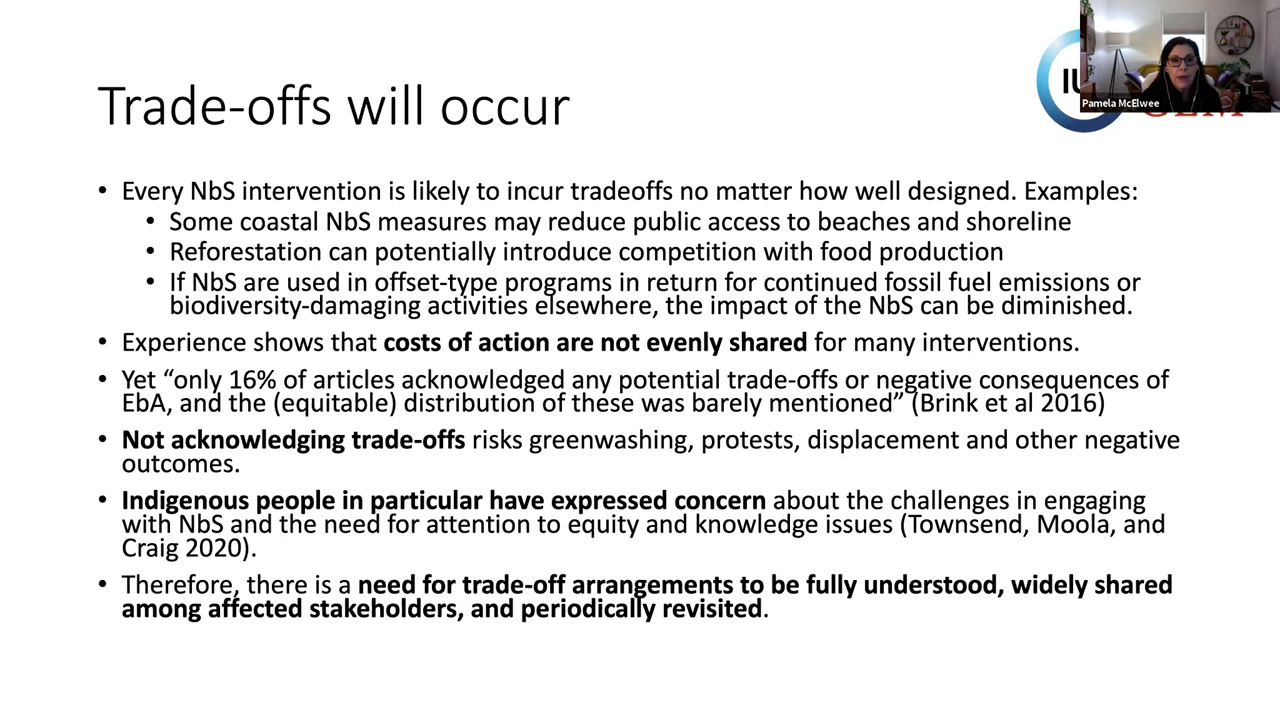 Trade-offs will occur
Pamela McElwee
• Every NbS intervention is likely to incur tradeoffs no matter how well designed. Examples:
• Some coastal NbS measures may reduce public access to beaches and shoreline
• Reforestation can potentially introduce competition with food production
• If NbS are used in offset-type programs in return for continued fossil fuel emissions or
biodiversity-damaging activities elsewhere, the impact of the NbS can be diminished.
• Experience shows that costs of action are not evenly shared for many interventions.
• Yet “only 16% of articles acknowledged any potential trade-offs or negative consequences of
EbA, and the (equitable) distribution of these was barely mentioned” (Brink et al 2016)
• Not acknowledging trade-offs risks greenwashing, protests, displacement and other negative
outcomes.
• Indigenous people in particular have expressed concern about the challenges in engaging
with NbS and the need for attention to equity and knowledge issues (Townsend, Moola, and
Craig 2020).
• Therefore, there is a need for trade-off arrangements to be fully understood, widely shared
among affected stakeholders, and periodically revisited.